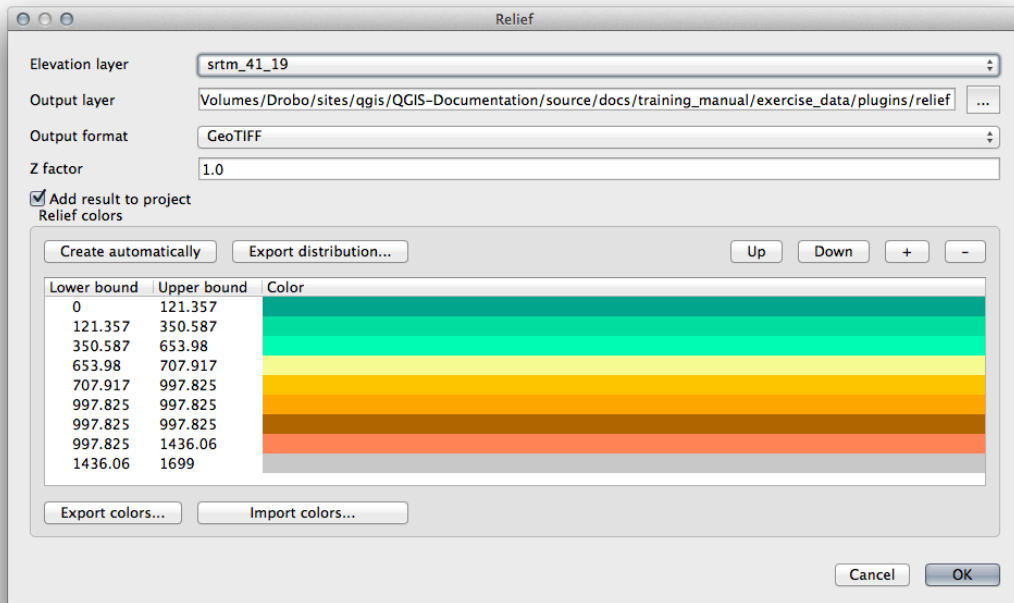 Relief
Elevation layer srtm_41_19
Output layer Volumes/Drobo/sites/qgis/QGIS-Documentation/source/docs/training_manual/exercise_data/plugins/relief ...
Output format GeoTIFF
Z factor 1.0
Add result to project
Relief colors
Create automatically Export distribution... Up Down + -
Lower bound Upper bound Color
0 121.357
121.357 350.587
350.587 653.98
653.98 707.917
707.917 997.825
997.825 997.825
997.825 997.825
997.825 1436.06
1436.06 1699
Export colors... Import colors...
Cancel OK